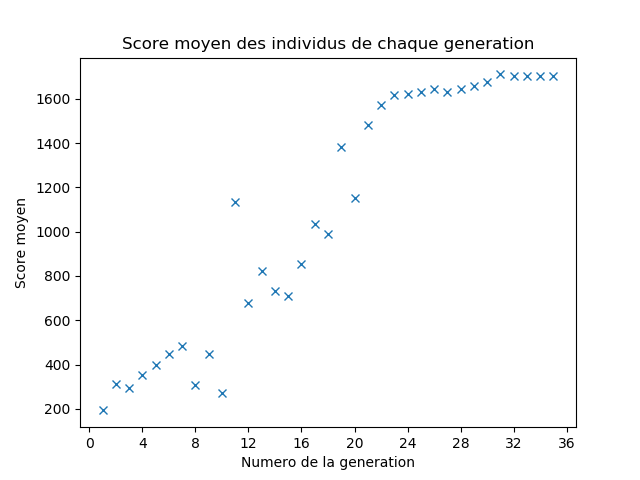 Score moyen des individus de chaque generation
Score moyen
1600
1400
1200
1000
800
600
400
200
0 4 8 12 16 20 24 28 32 36
Numero de la generation